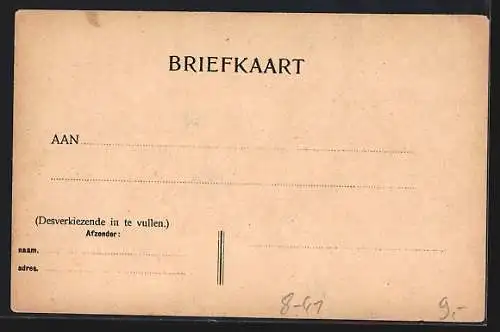 BRIEFKAART
AAN
(Desverkiezende in te vullen.)
Afzender:
naam.
adres.
8-41
9.-